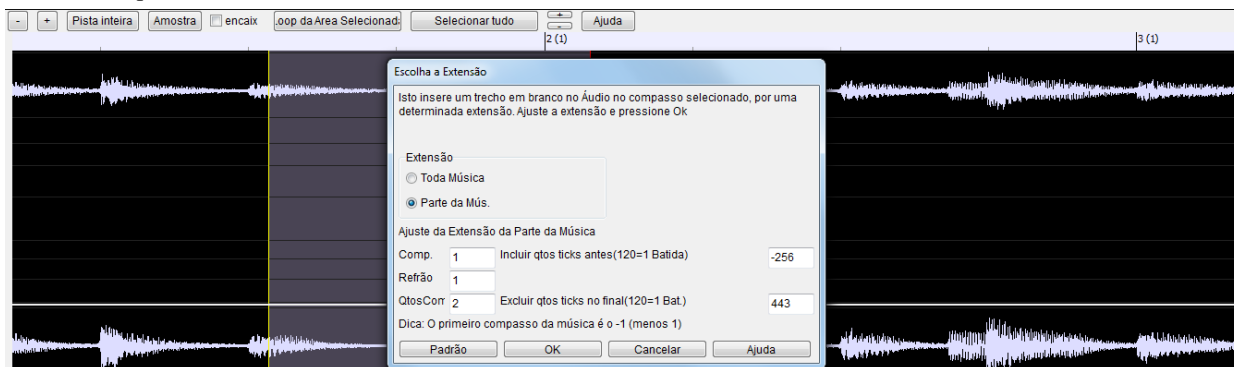 - + Pista inteira Amostra encaix .oop da Area Selecionad: Selecionar tudo + - Ajuda
2 (1) 3 (1)
Escolha a Extensão
Isto insere um trecho em branco no Áudio no compasso selecionado, por uma
determinada extensão. Ajuste a extensão e pressione Ok
Extensão
Toda Música
Parte da Mús.
Ajuste da Extensão da Parte da Música
Comp. 1 Incluir qtos ticks antes(120=1 Batida) -256
Refrão 1
QtosCom 2 Excluir qtos ticks no final(120=1 Bat.) 443
Dica: O primeiro compasso da música é o -1 (menos 1)
Padrão OK Cancelar Ajuda